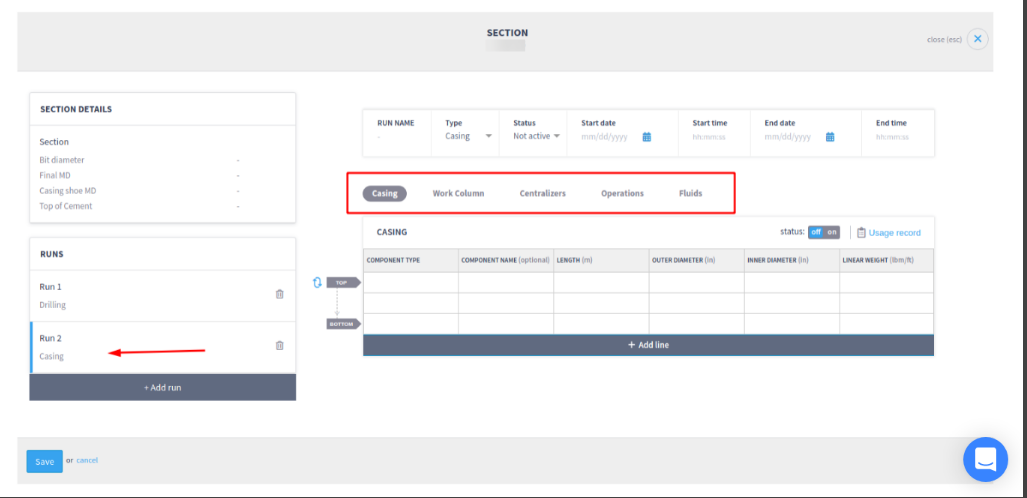 SECTION
close (esc)
SECTION DETAILS
Section
Bit diameter -
Final MD -
Casing shoe MD -
Top of Cement -
RUNS
Run 1
Drilling
Run 2
Casing
+ Add run
RUN NAME Type Status Start date Start time End date End time
- Casing Not active mm/dd/yyyy hh:mm:ss mm/dd/yyyy hh:mm:ss
Casing Work Column Centralizers Operations Fluids
CASING status: off on Usage record
COMPONENT TYPE COMPONENT NAME (optional) LENGTH (m) OUTER DIAMETER (in) INNER DIAMETER (in) LINEAR WEIGHT (lbm/ft)
TOP
BOTTOM
+ Add line
Save or cancel